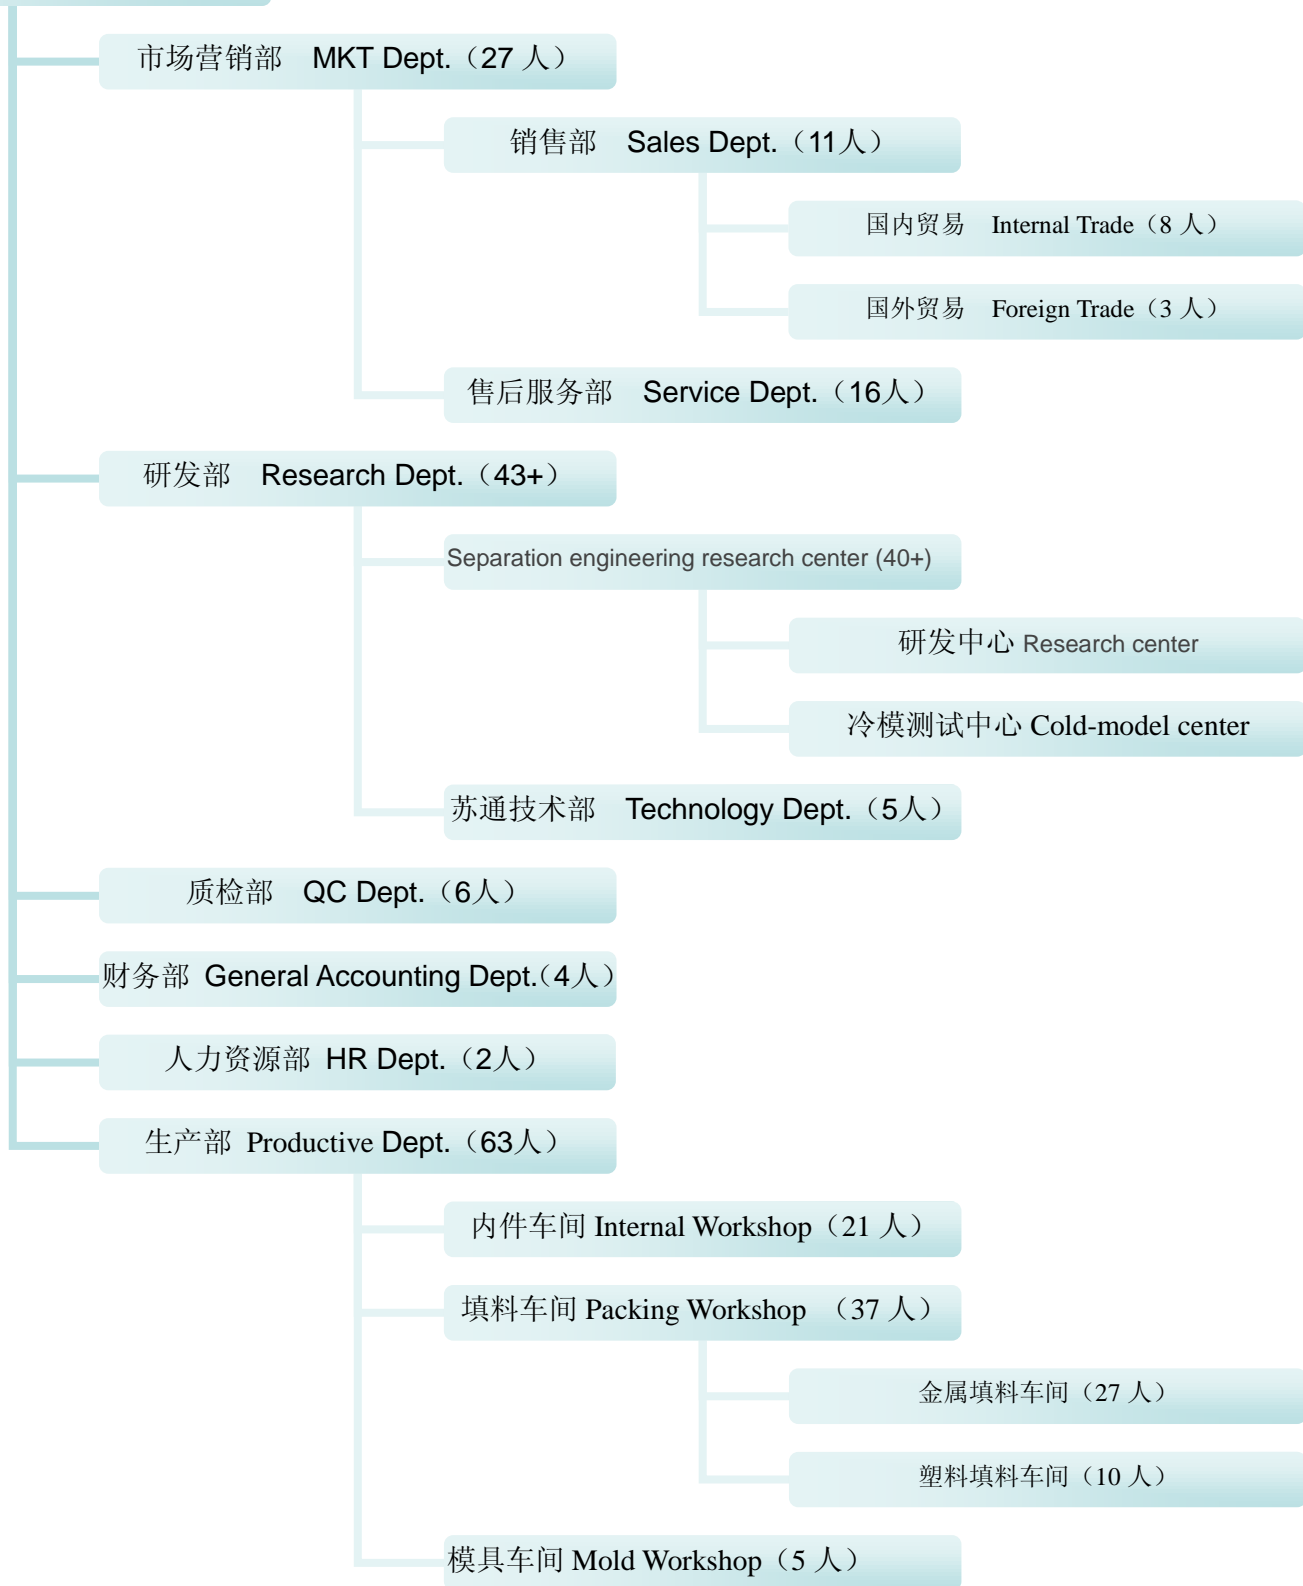 市场营销部 MKT Dept.（27 人）
销售部 Sales Dept.（11人）
国内贸易 Internal Trade（8 人）
国外贸易 Foreign Trade（3 人）
售后服务部 Service Dept.（16人）
研发部 Research Dept.（43+）
Separation engineering research center (40+)
研发中心 Research center
冷模测试中心 Cold-model center
苏通技术部 Technology Dept.（5人）
质检部 QC Dept.（6人）
财务部 General Accounting Dept.（4人）
人力资源部 HR Dept.（2人）
生产部 Productive Dept.（63人）
内件车间 Internal Workshop（21 人）
填料车间 Packing Workshop （37 人）
金属填料车间（27 人）
塑料填料车间（10 人）
模具车间 Mold Workshop（5 人）